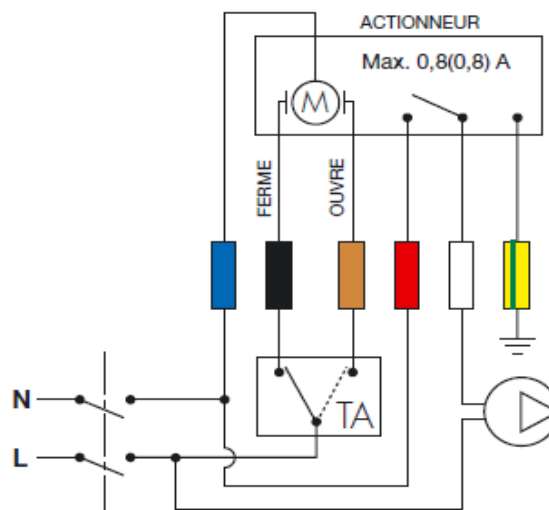 ACTIONNEUR
Max. 0,8(0,8) A
M
FERME
OUVRE
TA
N
L